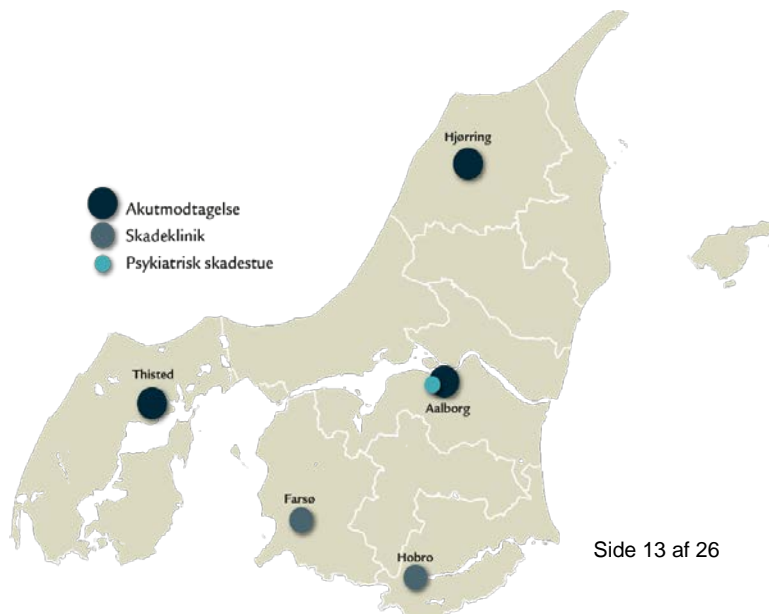 Hjørring
Akutmodtagelse
Skadeklinik
Psykiatrisk skadestue
Thisted
Aalborg
Farsø
Hobro
Side 13 af 26